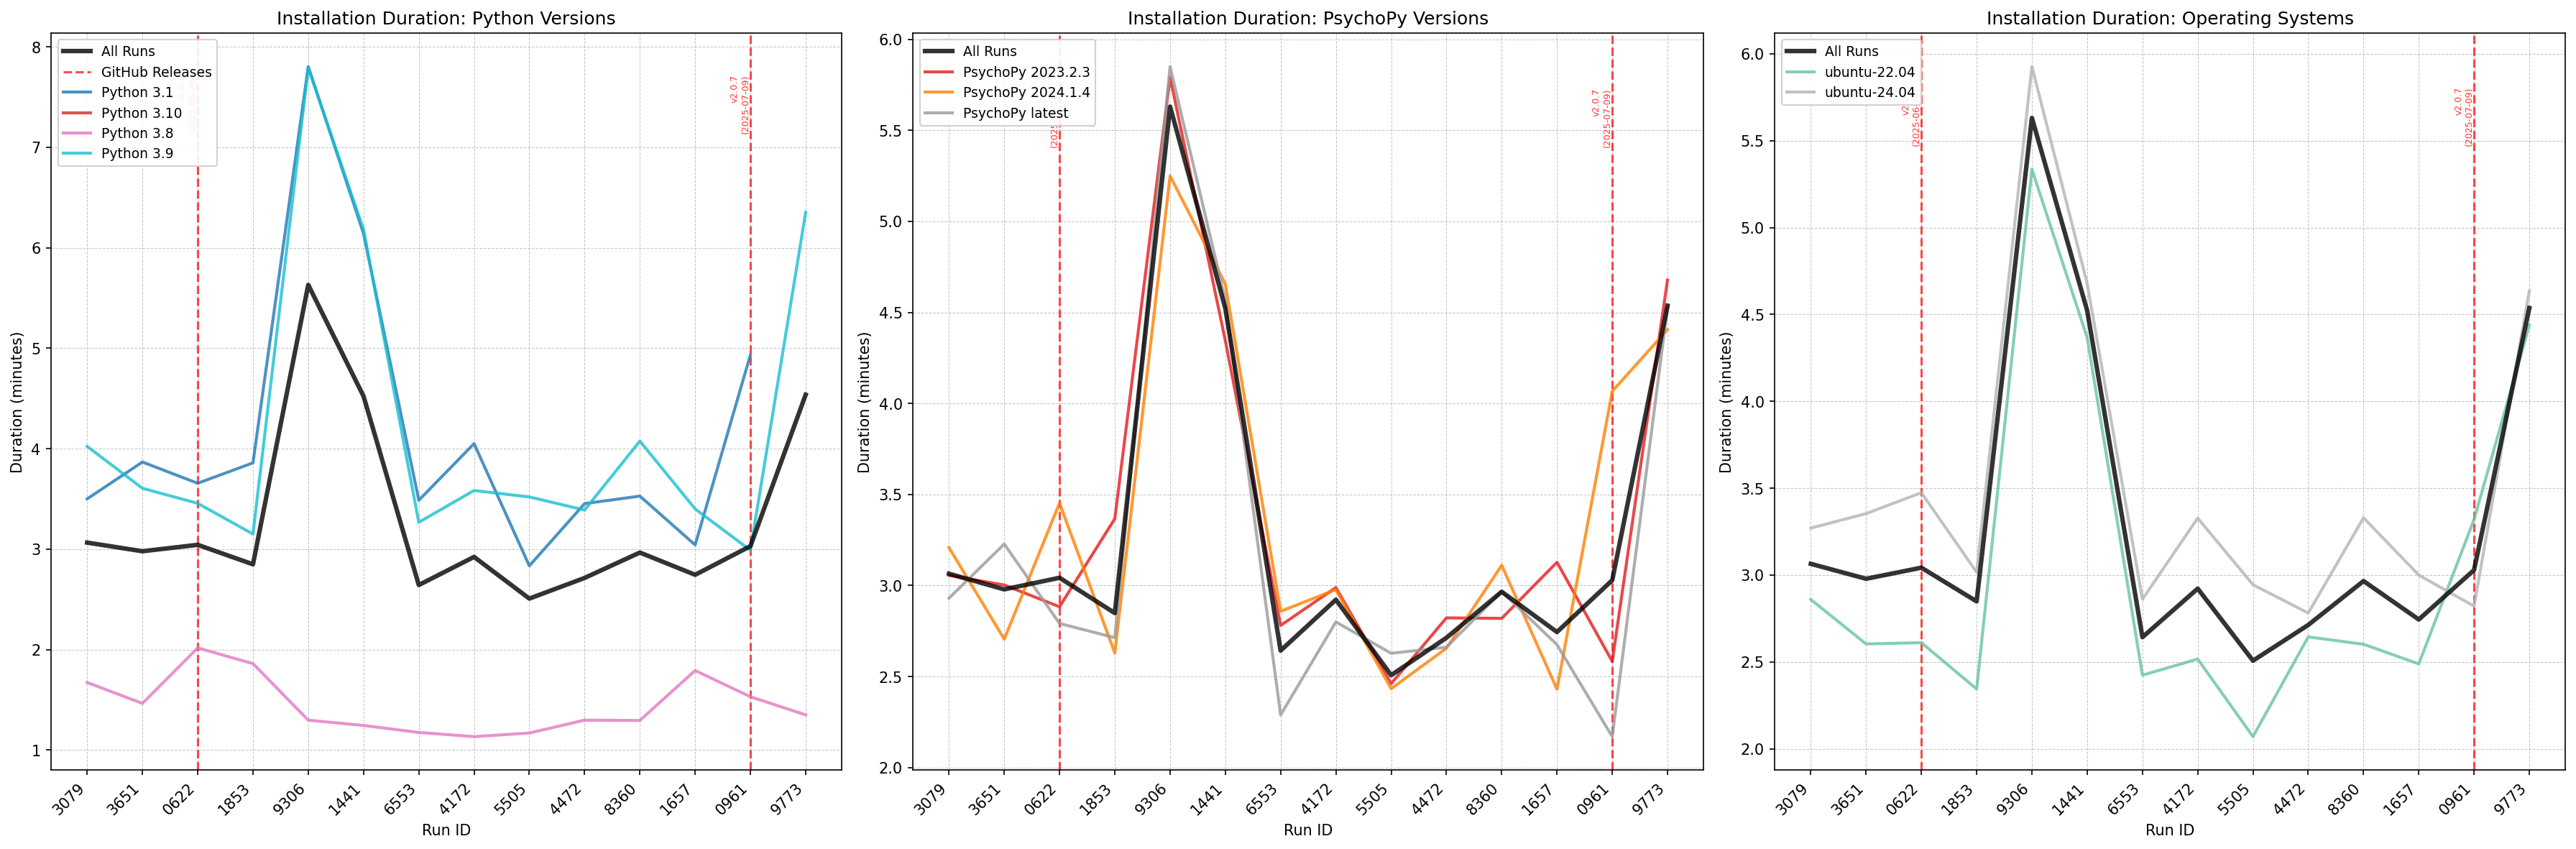 Installation Duration: Python Versions
All Runs
GitHub Releases
Python 3.1
Python 3.10
Python 3.8
Python 3.9
v2.0.7
(2025-07-09)
8
7
6
5
4
3
2
1
Duration (minutes)
3079
3651
0622
1853
9306
1441
6553
4172
5505
4472
8360
1657
0961
9773
Run ID
Installation Duration: PsychoPy Versions
All Runs
PsychoPy 2023.2.3
PsychoPy 2024.1.4
PsychoPy latest
v2.0.7
(2025-07-09)
6.0
5.5
5.0
4.5
4.0
3.5
3.0
2.5
2.0
Duration (minutes)
3079
3651
0622
1853
9306
1441
6553
4172
5505
4472
8360
1657
0961
9773
Run ID
Installation Duration: Operating Systems
All Runs
ubuntu-22.04
ubuntu-24.04
v2
(2025-06-
v2.0.7
(2025-07-09)
6.0
5.5
5.0
4.5
4.0
3.5
3.0
2.5
2.0
Duration (minutes)
3079
3651
0622
1853
9306
1441
6553
4172
5505
4472
8360
1657
0961
9773
Run ID